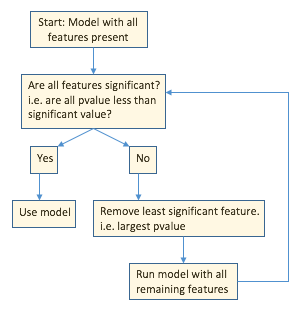 Start: Model with all
features present
Are all features significant?
i.e. are all pvalue less than
significant value?
Yes
No
Use model
Remove least significant feature.
i.e. largest pvalue
Run model with all
remaining features